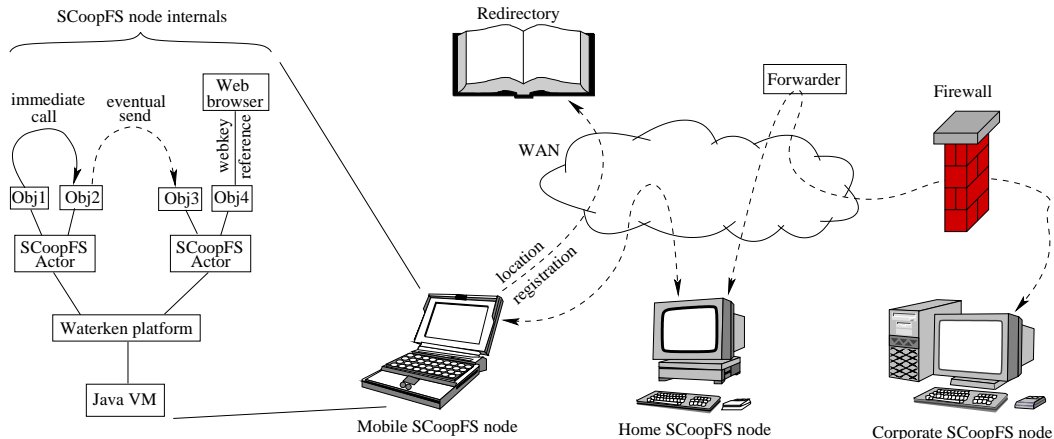 SCoopFS node internals
Redirectory
Forwarder
Firewall
Web
browser
immediate
call
eventual
send
webkey
reference
WAN
Obj1
Obj2
Obj3
Obj4
SCoopFS
Actor
SCoopFS
Actor
location
registration
Waterken platform
Java VM
Mobile SCoopFS node
Home SCoopFS node
Corporate SCoopFS node